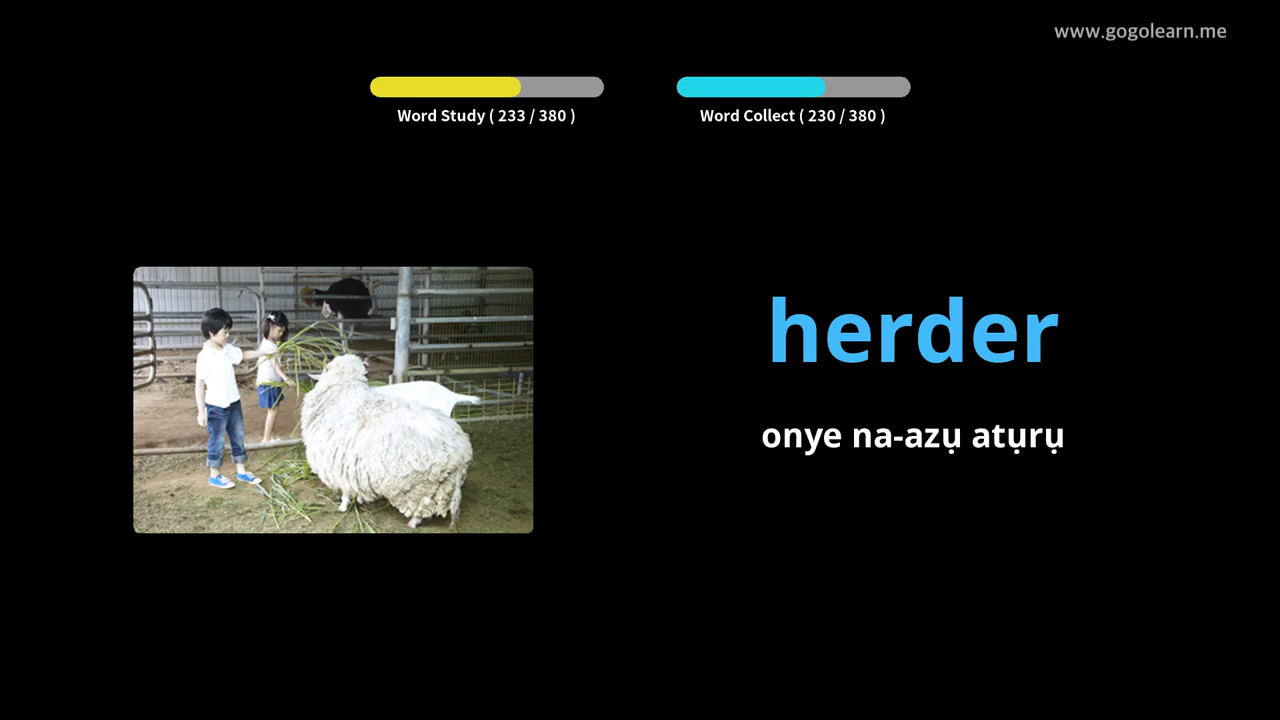 www.gogolearn.me
Word Study ( 233 / 380 )
Word Collect ( 230 / 380 )
herder
onye na-azụ atụrụ